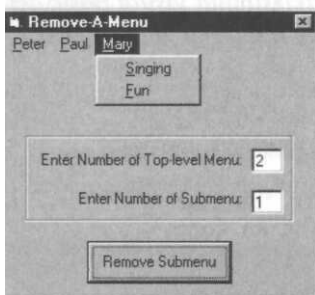 Remove-A-Menu
Peter Paul Mary
Singing
Fun
Enter Number of Top-level Menu: 2
Enter Number of Submenu: 1
Remove Submenu